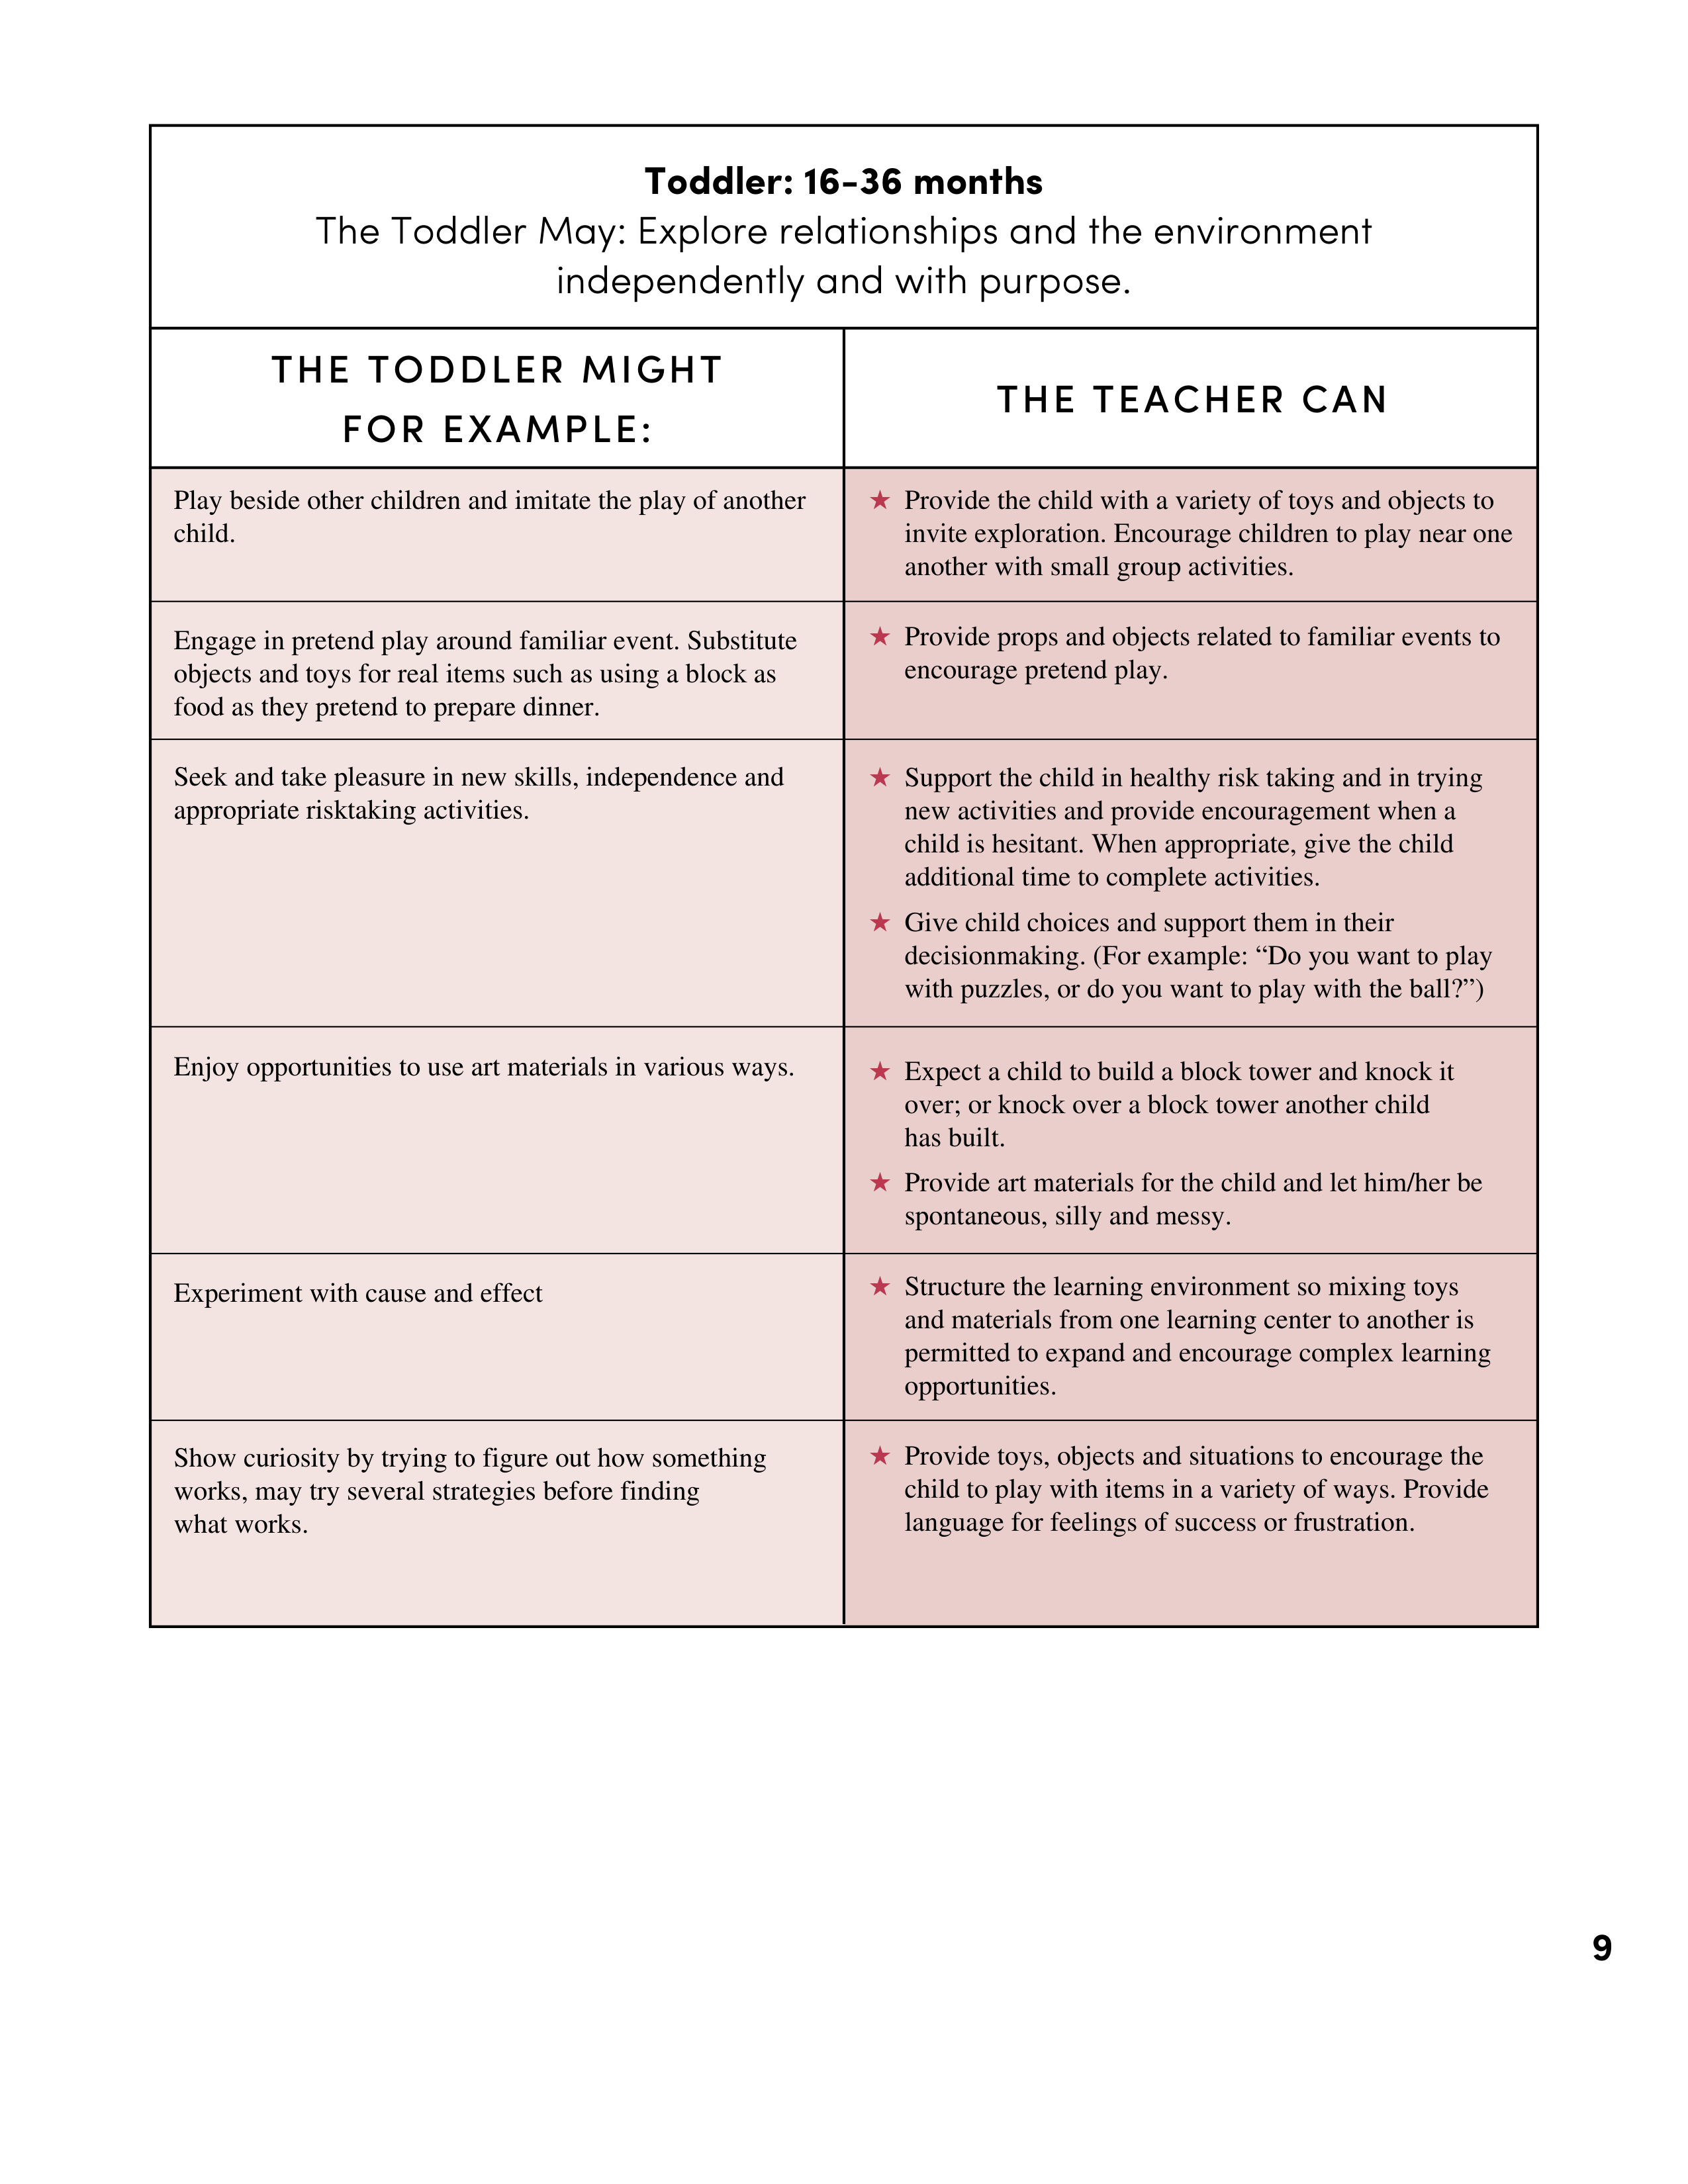 Toddler: 16-36 months
The Toddler May: Explore relationships and the environment
independently and with purpose.
THE TODDLER MIGHT
FOR EXAMPLE:
THE TEACHER CAN
Play beside other children and imitate the play of another
child.
★ Provide the child with a variety of toys and objects to
invite exploration. Encourage children to play near one
another with small group activities.
Engage in pretend play around familiar event. Substitute
objects and toys for real items such as using a block as
food as they pretend to prepare dinner.
★ Provide props and objects related to familiar events to
encourage pretend play.
Seek and take pleasure in new skills, independence and
appropriate risktaking activities.
★ Support the child in healthy risk taking and in trying
new activities and provide encouragement when a
child is hesitant. When appropriate, give the child
additional time to complete activities.
★ Give child choices and support them in their
decisionmaking. (For example: “Do you want to play
with puzzles, or do you want to play with the ball?”)
Enjoy opportunities to use art materials in various ways.
★ Expect a child to build a block tower and knock it
over; or knock over a block tower another child
has built.
★ Provide art materials for the child and let him/her be
spontaneous, silly and messy.
Experiment with cause and effect
★ Structure the learning environment so mixing toys
and materials from one learning center to another is
permitted to expand and encourage complex learning
opportunities.
Show curiosity by trying to figure out how something
works, may try several strategies before finding
what works.
★ Provide toys, objects and situations to encourage the
child to play with items in a variety of ways. Provide
language for feelings of success or frustration.
9